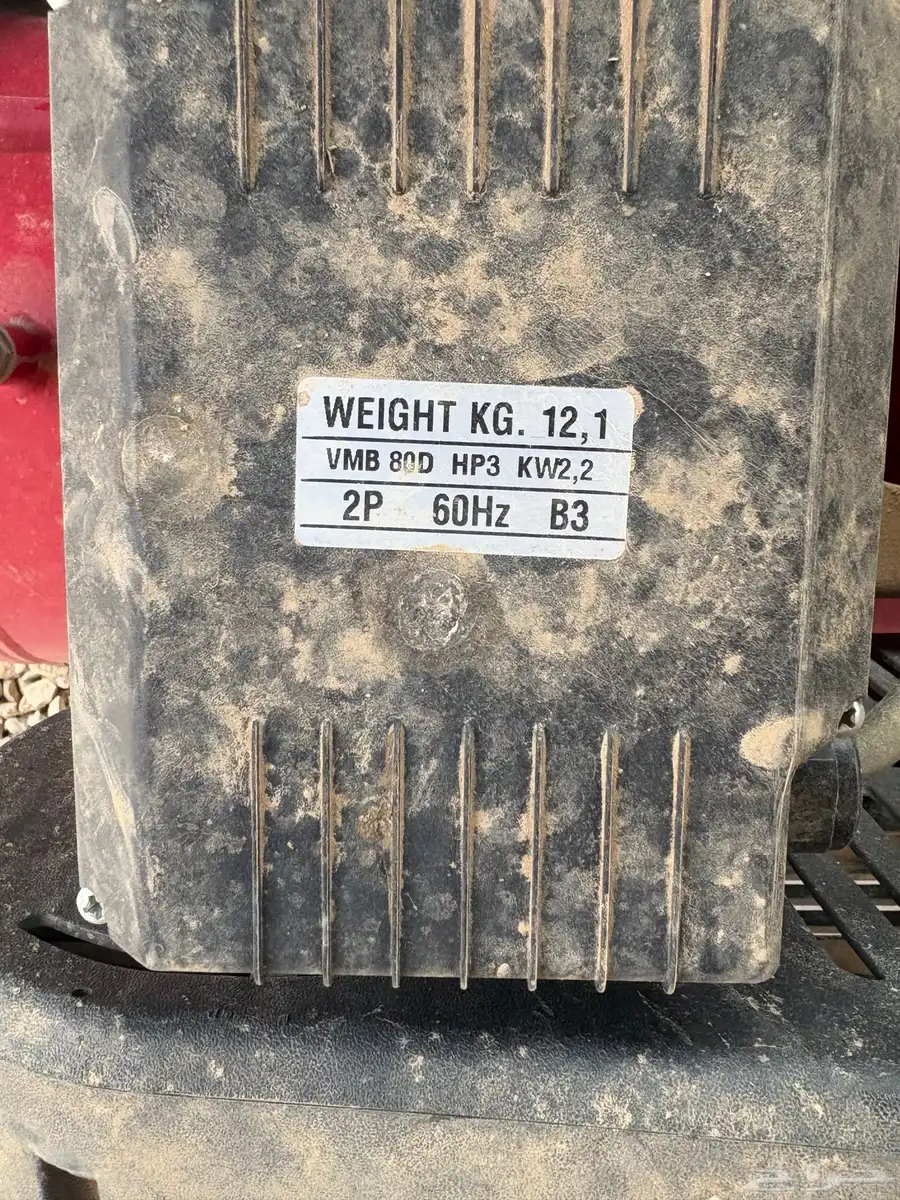 WEIGHT KG. 12,1
VMB 80D HP3 KW2,2
2P 60Hz B3